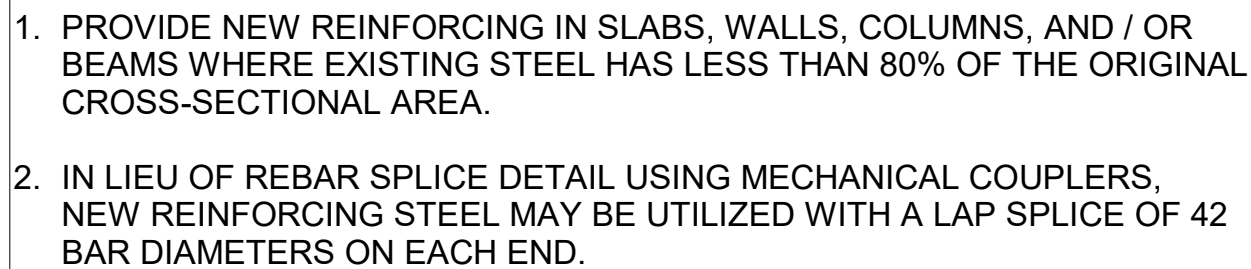 1. PROVIDE NEW REINFORCING IN SLABS, WALLS, COLUMNS, AND / OR
BEAMS WHERE EXISTING STEEL HAS LESS THAN 80% OF THE ORIGINAL
CROSS-SECTIONAL AREA.
2. IN LIEU OF REBAR SPLICE DETAIL USING MECHANICAL COUPLERS,
NEW REINFORCING STEEL MAY BE UTILIZED WITH A LAP SPLICE OF 42
BAR DIAMETERS ON EACH END.